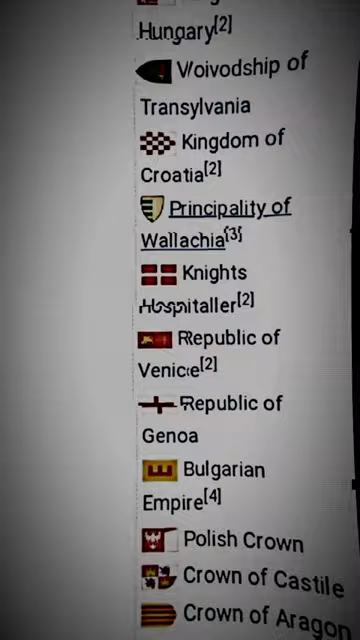 Hungary[2]
Voivodship of
Transylvania
Kingdom of
Croatia[2]
Principality of
Wallachia[3]
Knights
Hospitaller[2]
Republic of
Venice[2]
Republic of
Genoa
Bulgarian
Empire[4]
Polish Crown
Crown of Castile
Crown of Aragon